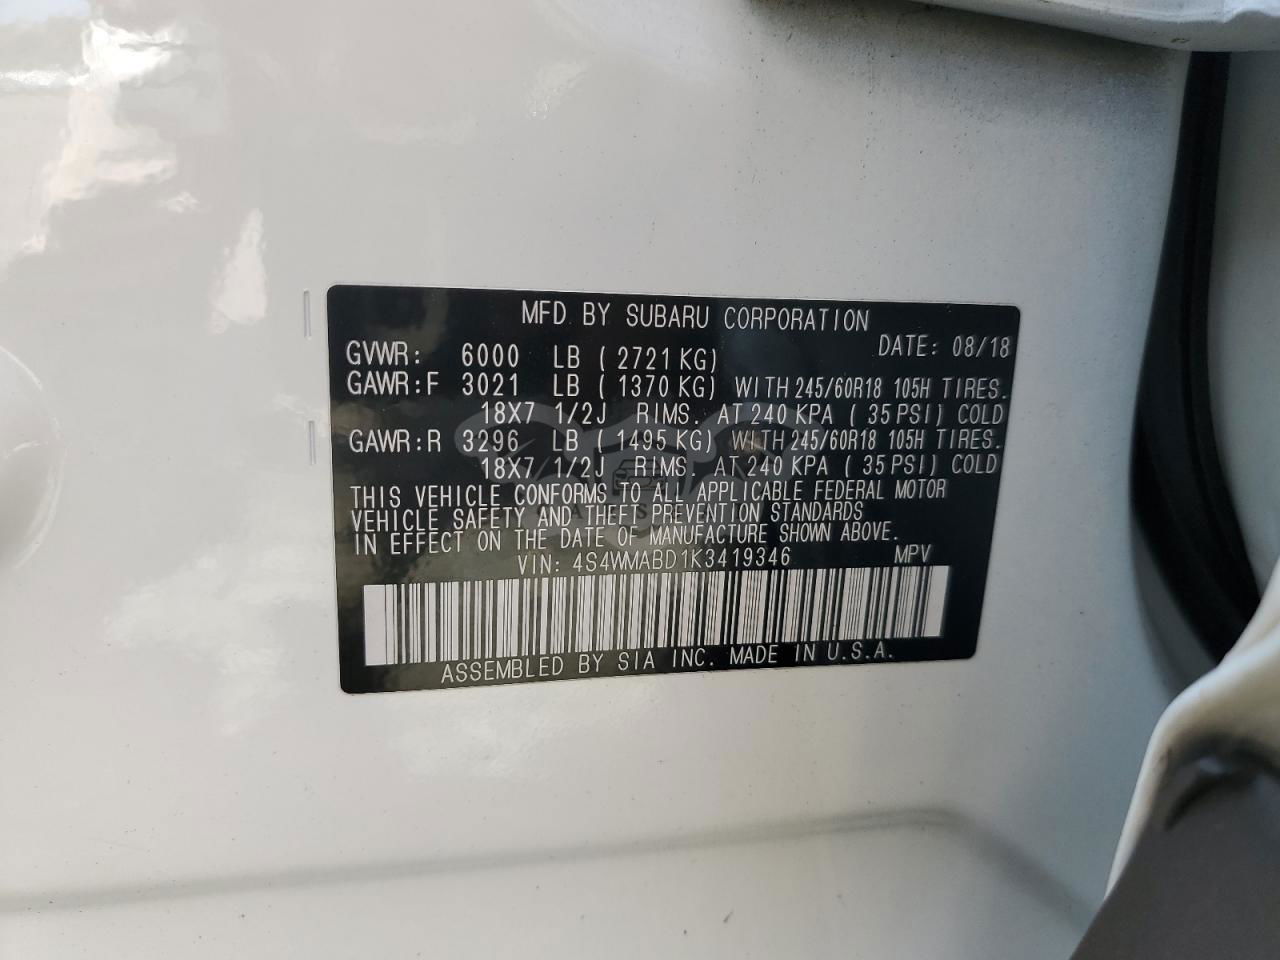 MFD BY SUBARU CORPORATION
GVWR: 6000 LB ( 2721 KG) DATE: 08/18
GAWR:F 3021 LB ( 1370 KG) WITH 245/60R18 105H TIRES.
18X7 1/2J RIMS. AT 240 KPA ( 35 PSI) COLD
GAWR:R 3296 LB ( 1495 KG) WITH 245/60R18 105H TIRES.
18X7 1/2J RIMS. AT 240 KPA ( 35 PSI) COLD
THIS VEHICLE CONFORMS TO ALL APPLICABLE FEDERAL MOTOR
VEHICLE SAFETY AND THEFT PREVENTION STANDARDS
IN EFFECT ON THE DATE OF MANUFACTURE SHOWN ABOVE.
VIN: 4S4WMABD1K3419346 MPV
ASSEMBLED BY SIA INC. MADE IN U.S.A.